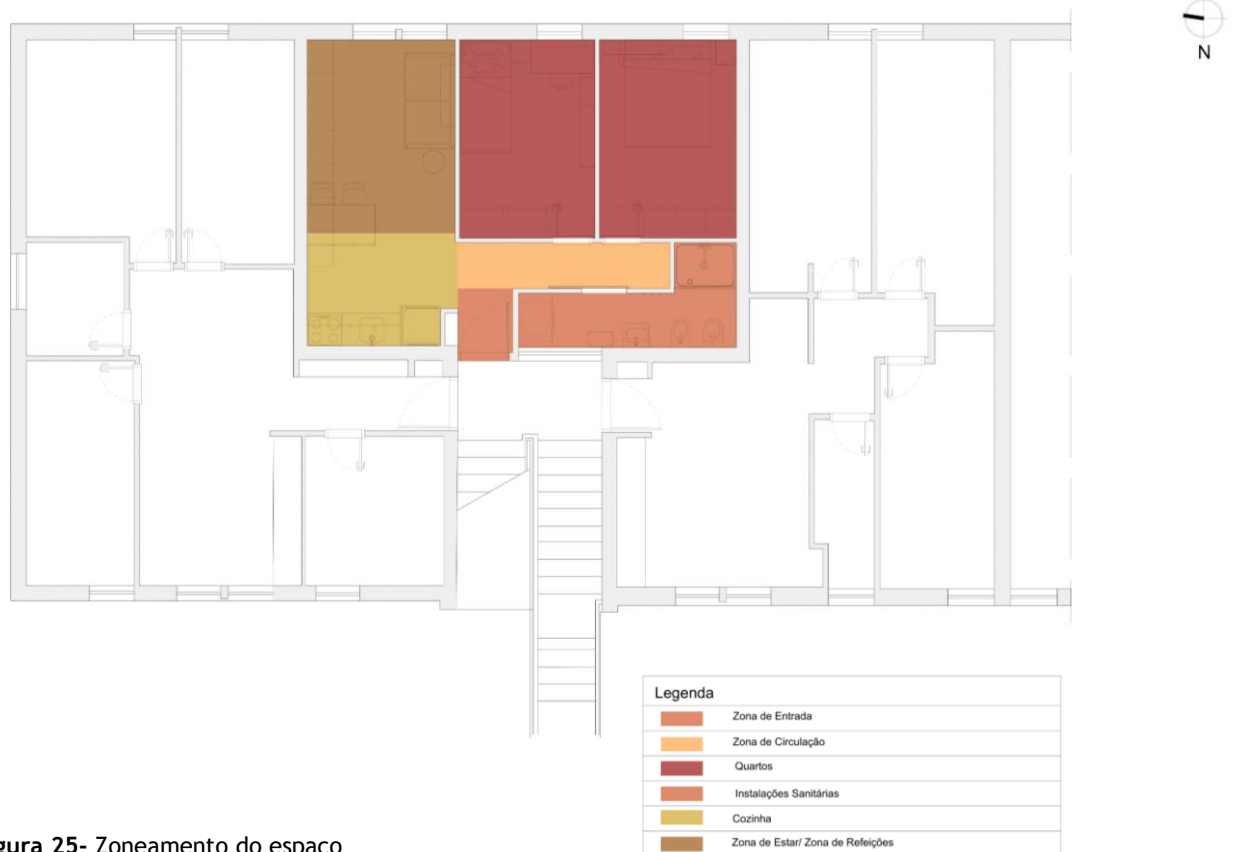 N
Legenda
Zona de Entrada
Zona de Circulação
Quartos
Instalações Sanitárias
Cozinha
Zona de Estar/ Zona de Refeições
gura 25- Zoneamento do espaço